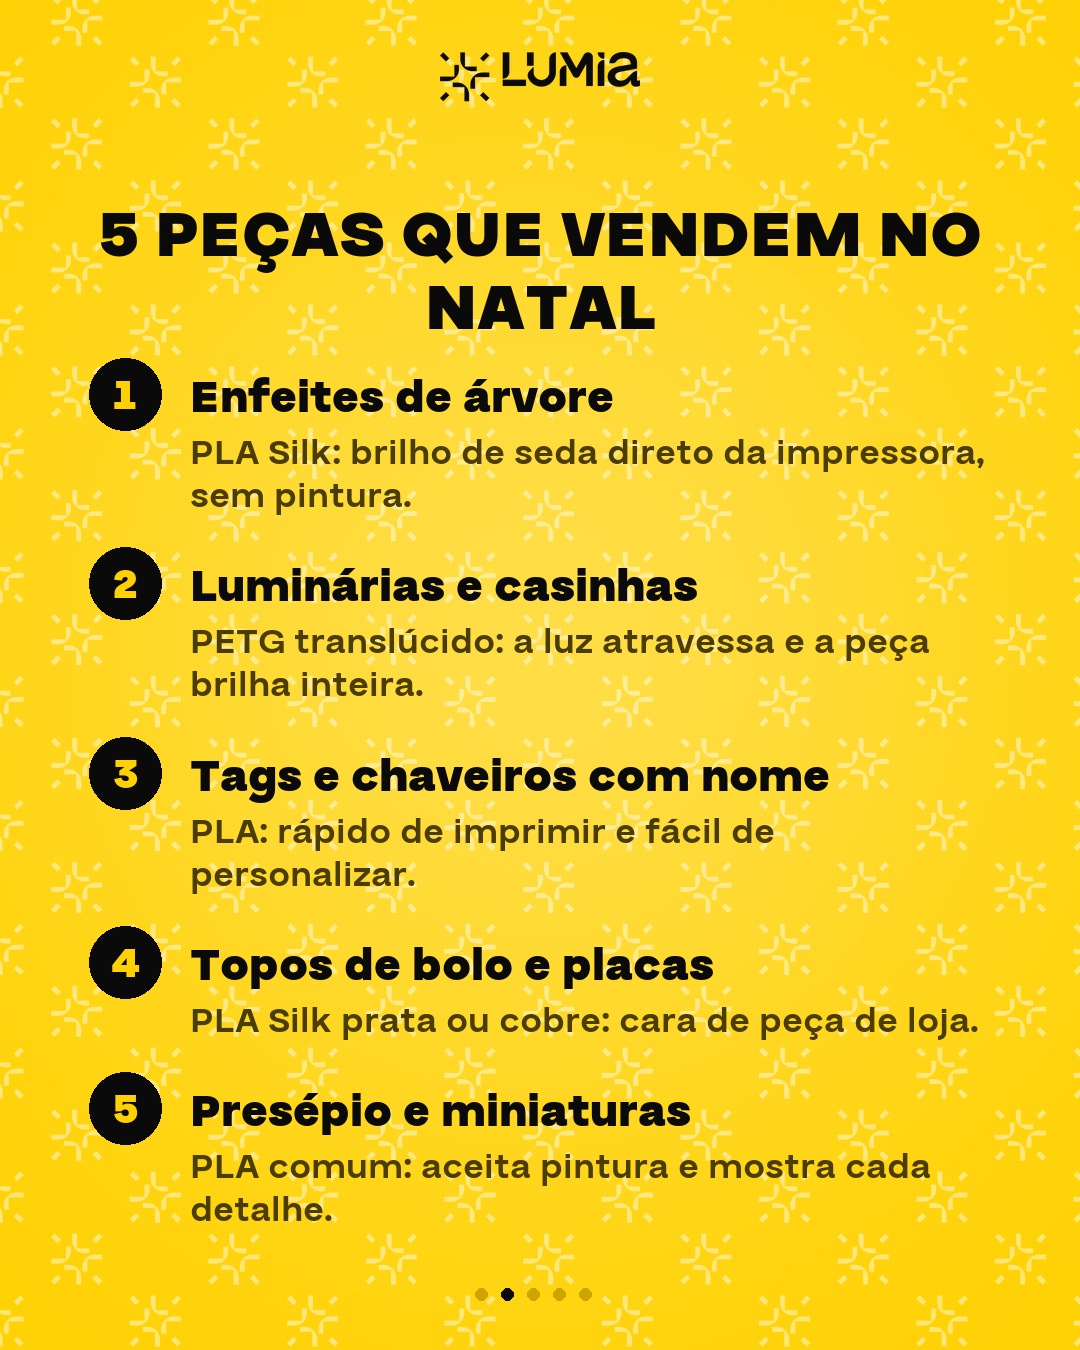 LUMia
5 PEÇAS QUE VENDEM NO
NATAL
1 Enfeites de árvore
PLA Silk: brilho de seda direto da impressora,
sem pintura.
2 Luminárias e casinhas
PETG translúcido: a luz atravessa e a peça
brilha inteira.
3 Tags e chaveiros com nome
PLA: rápido de imprimir e fácil de
personalizar.
4 Topos de bolo e placas
PLA Silk prata ou cobre: cara de peça de loja.
5 Presépio e miniaturas
PLA comum: aceita pintura e mostra cada
detalhe.